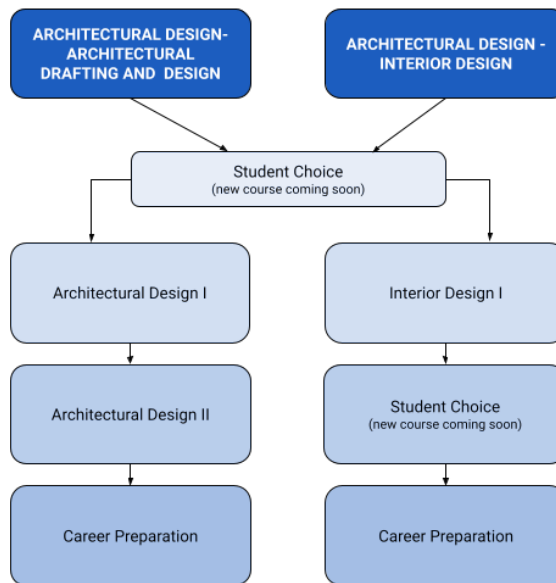 ARCHITECTURAL DESIGN-
ARCHITECTURAL
DRAFTING AND DESIGN
ARCHITECTURAL DESIGN -
INTERIOR DESIGN
Student Choice
(new course coming soon)
Architectural Design I
Interior Design I
Architectural Design II
Student Choice
(new course coming soon)
Career Preparation
Career Preparation